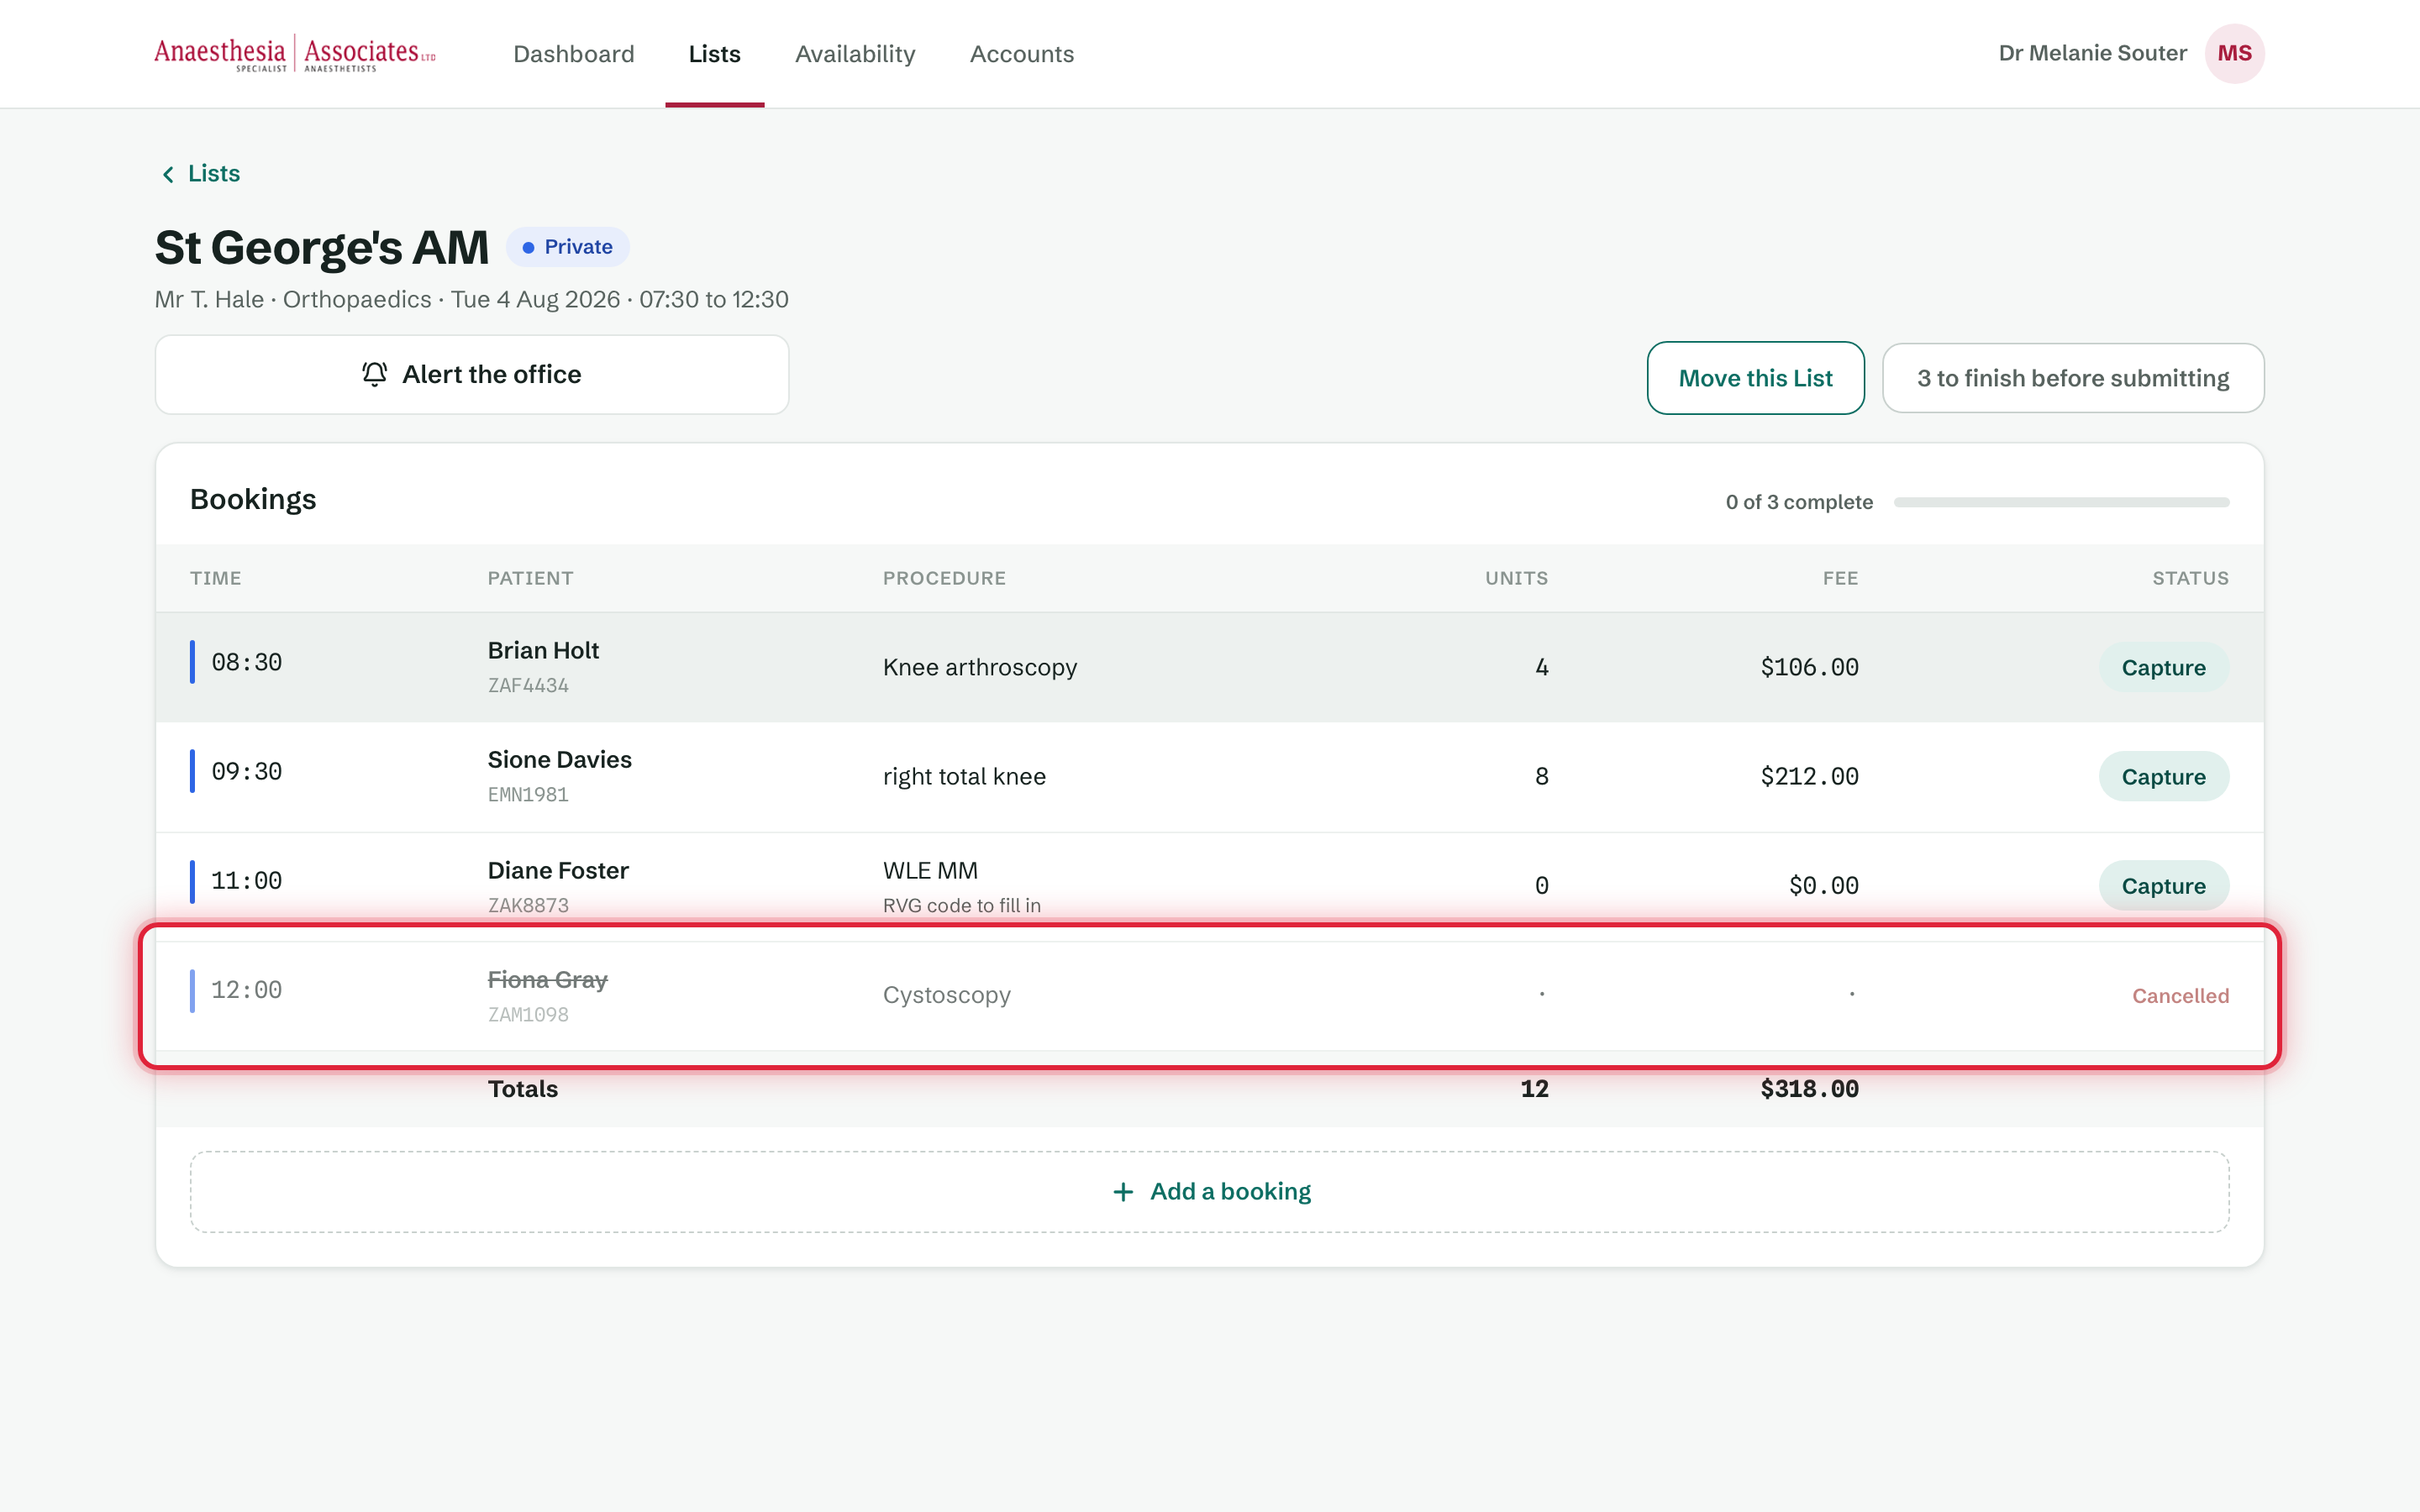 Anaesthesia | Associates LTD
SPECIALIST ANAESTHETISTS
Dashboard Lists Availability Accounts Dr Melanie Souter MS
Lists
St George's AM Private
Mr T. Hale · Orthopaedics · Tue 4 Aug 2026 · 07:30 to 12:30
Alert the office Move this List 3 to finish before submitting
Bookings 0 of 3 complete
TIME PATIENT PROCEDURE UNITS FEE STATUS
08:30 Brian Holt Knee arthroscopy 4 $106.00 Capture
ZAF4434
09:30 Sione Davies right total knee 8 $212.00 Capture
EMN1981
11:00 Diane Foster WLE MM 0 $0.00 Capture
ZAK8873 RVG code to fill in
12:00 Fiona Gray Cystoscopy · · Cancelled
ZAM1098
Totals 12 $318.00
+ Add a booking